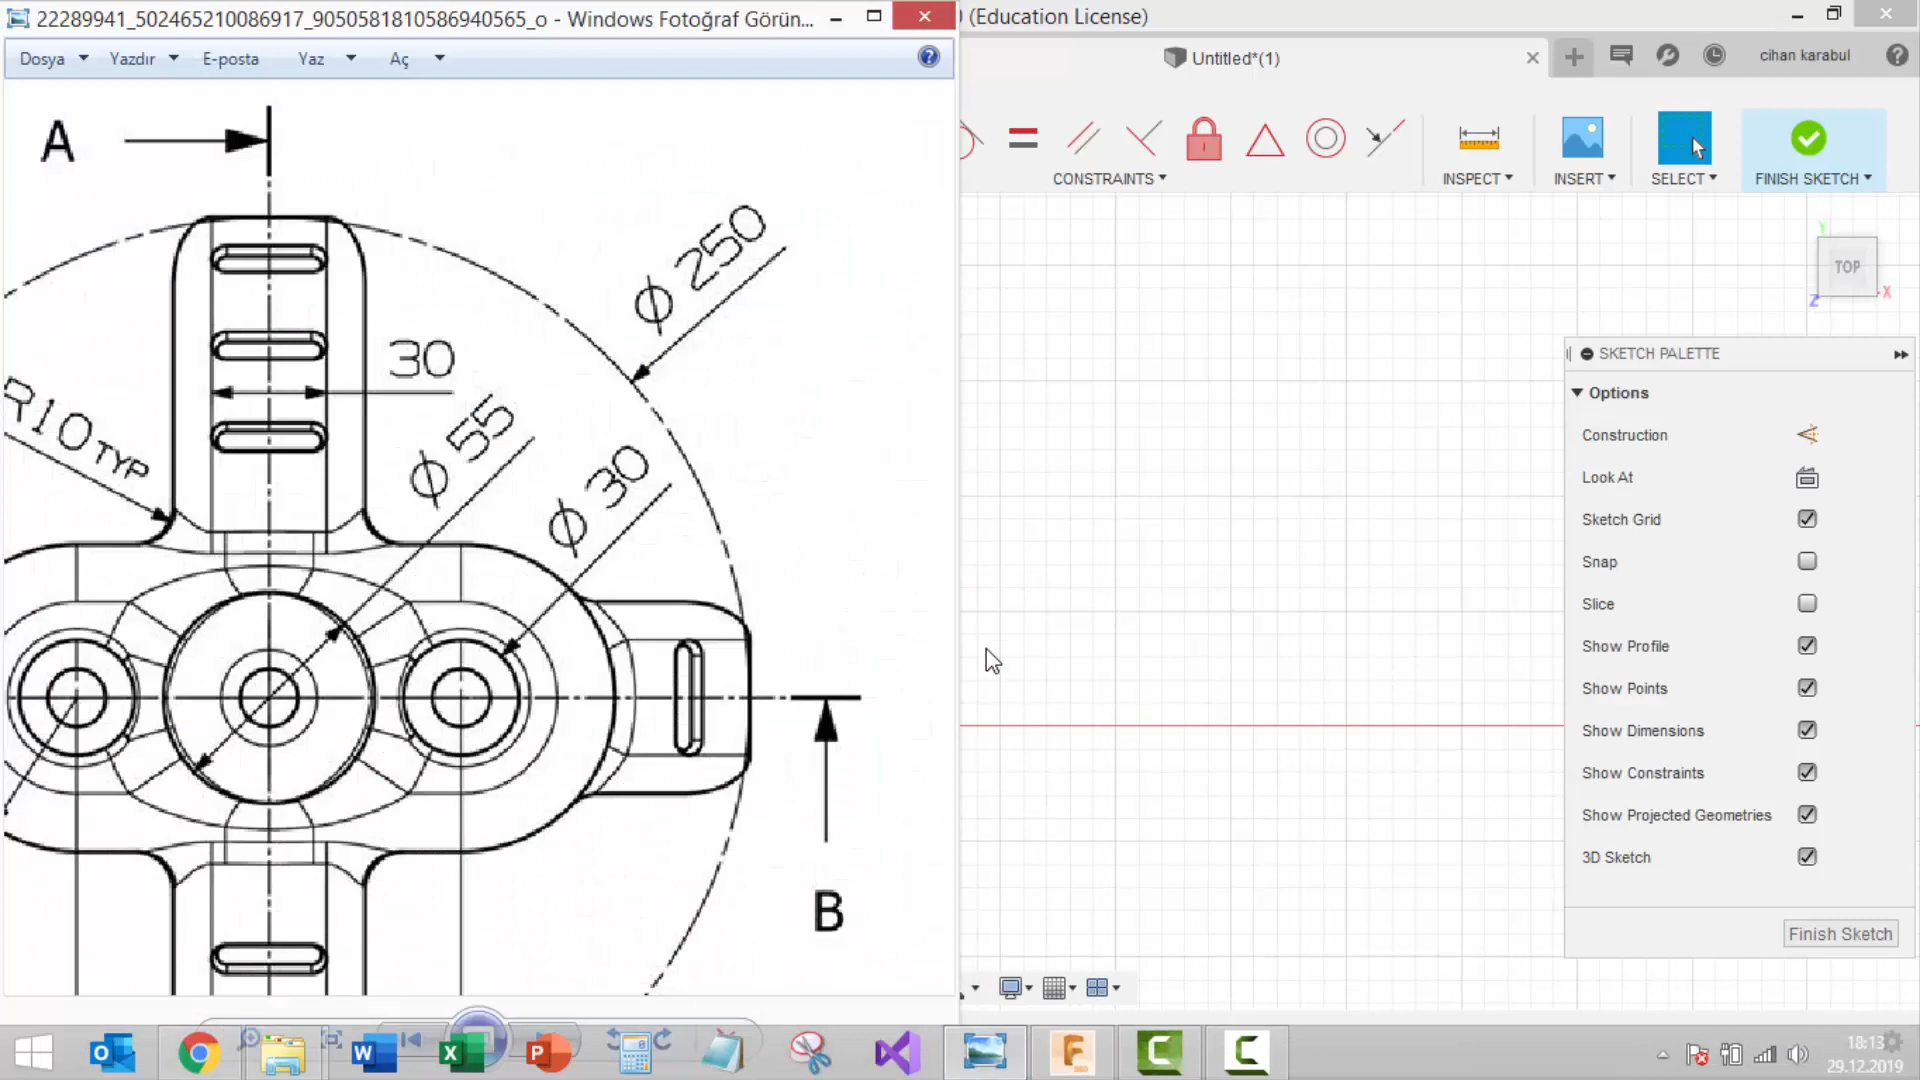 22289941_502465210086917_9050581810586940565_o - Windows Fotoğraf Görün...
(Education License)
Dosya Yazdır E-posta Yaz Aç
Untitled*(1)
cihan karabul
CONSTRAINTS
INSPECT
INSERT
SELECT
FINISH SKETCH
A
ϕ 250
30
ϕ 55
ϕ 30
R10 TYP
B
TOP
Y
X
Z
SKETCH PALETTE
Options
Construction
Look At
Sketch Grid
Snap
Slice
Show Profile
Show Points
Show Dimensions
Show Constraints
Show Projected Geometries
3D Sketch
Finish Sketch
18:13
29.12.2019